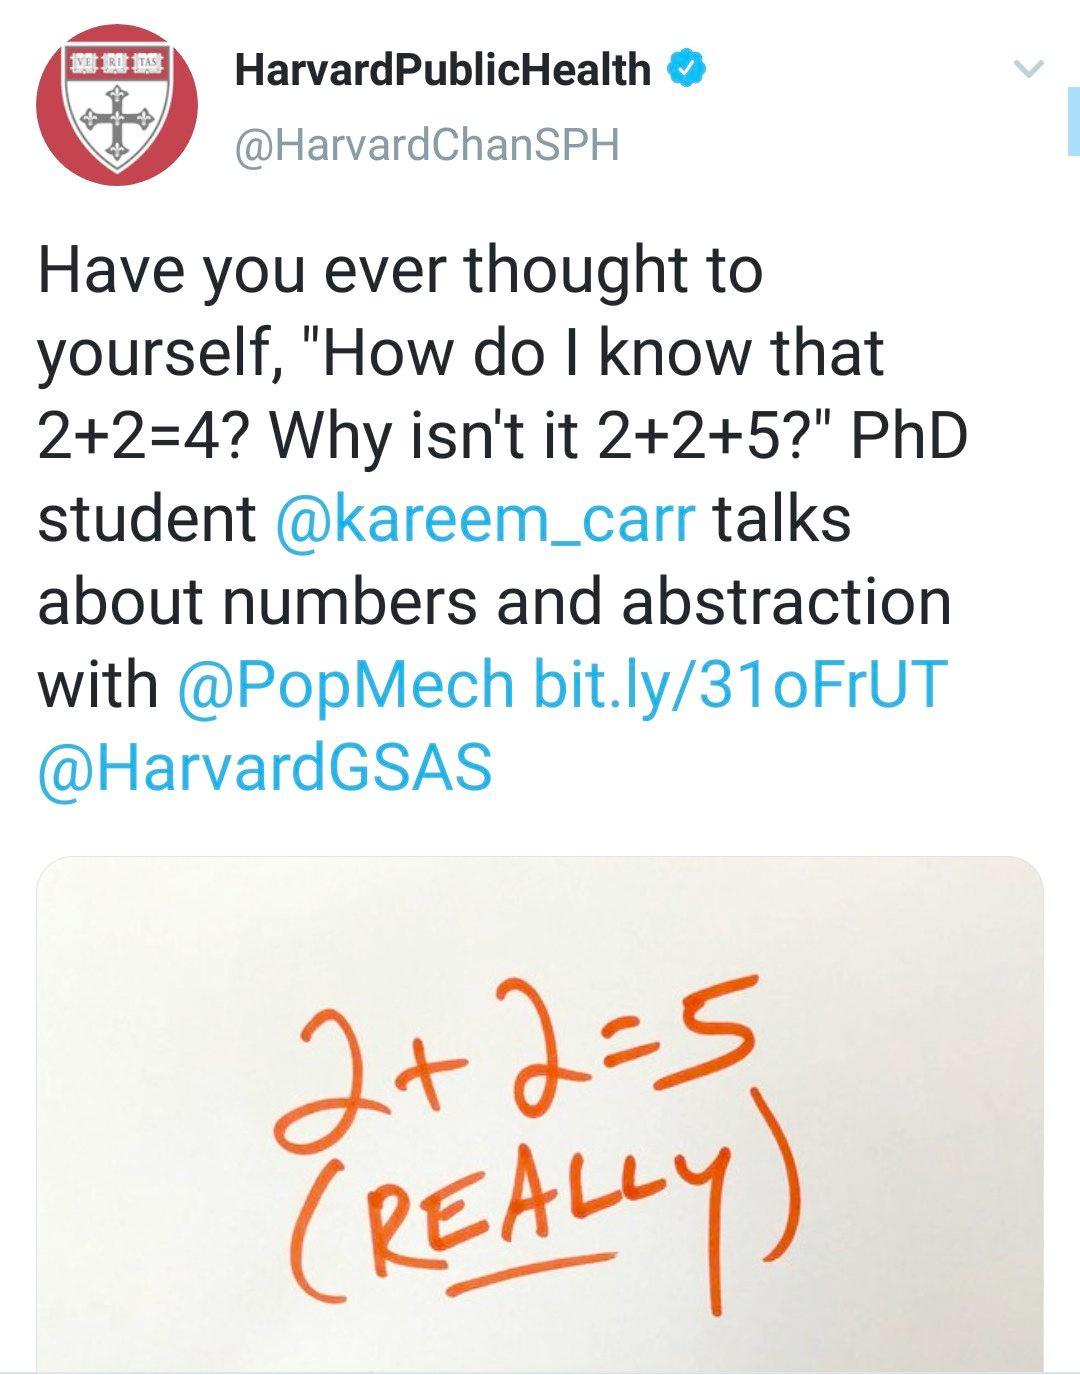 VE RI TAS
HarvardPublicHealth
@HarvardChanSPH
Have you ever thought to
yourself, "How do I know that
2+2=4? Why isn't it 2+2+5?" PhD
student @kareem_carr talks
about numbers and abstraction
with @PopMech bit.ly/31oFrUT
@HarvardGSAS
2+2=5
(REALLY)